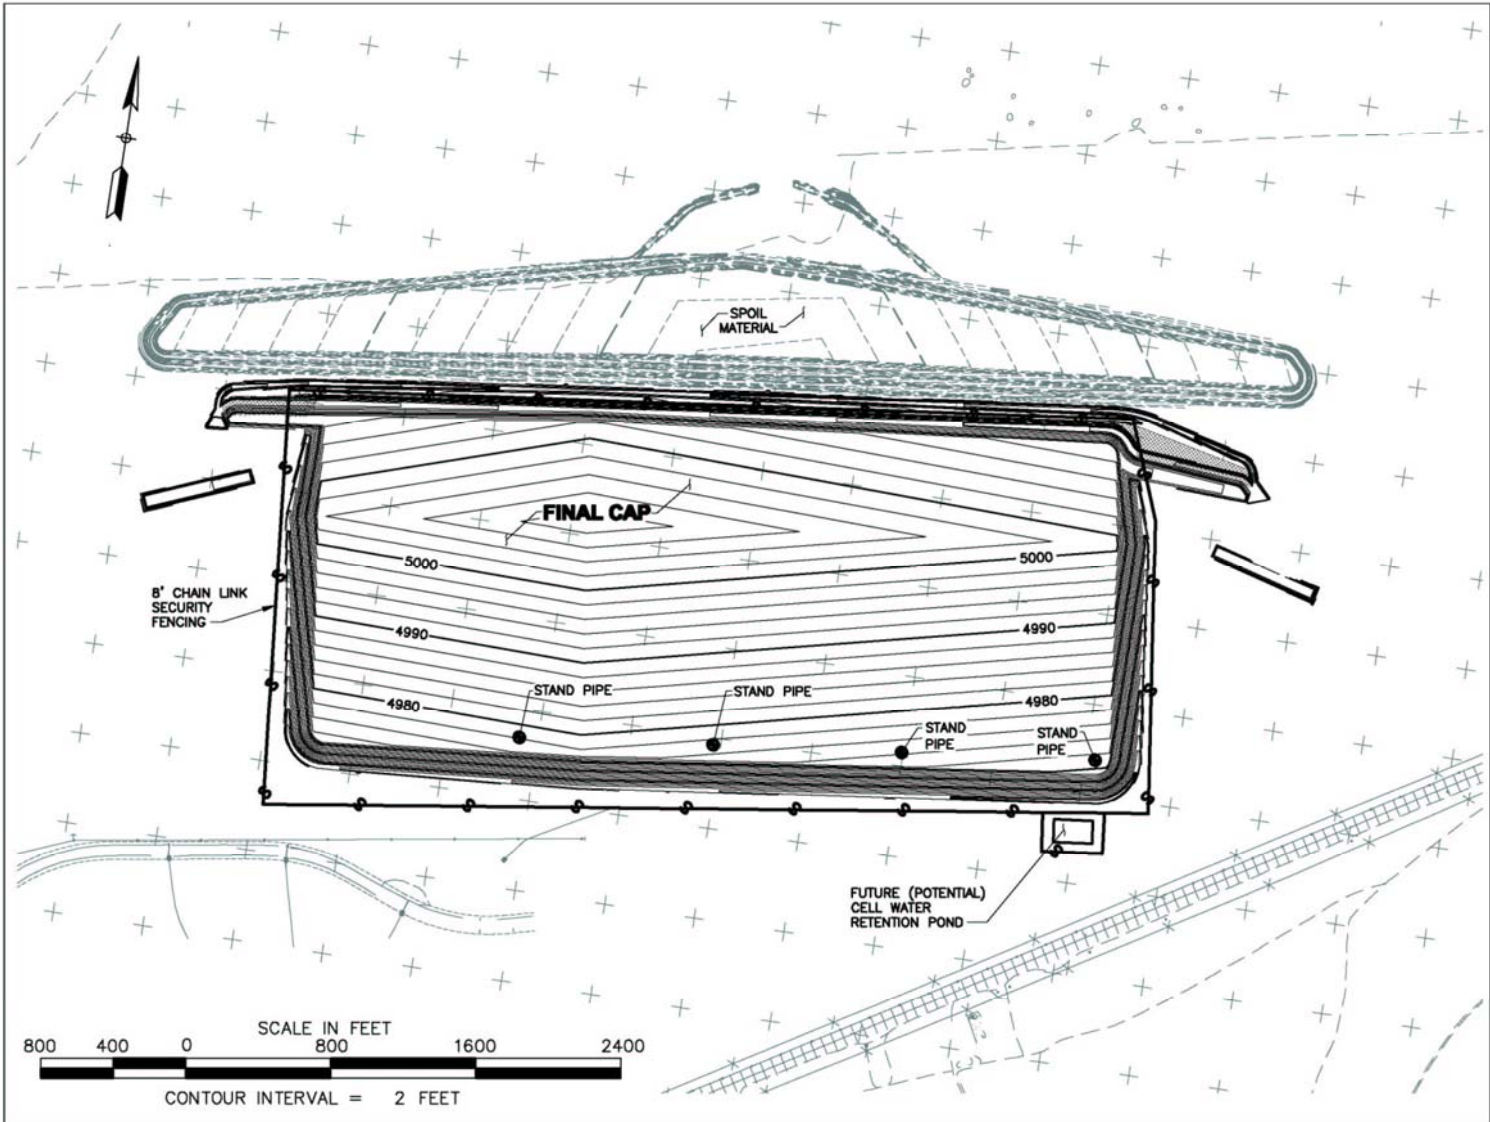 SPOIL
MATERIAL
FINAL CAP
5000
5000
8' CHAIN LINK
SECURITY
FENCING
4990
4990
STAND PIPE
STAND PIPE
4980
4980
STAND
PIPE
STAND
PIPE
FUTURE (POTENTIAL)
CELL WATER
RETENTION POND
SCALE IN FEET
800 400 0 800 1600 2400
CONTOUR INTERVAL = 2 FEET